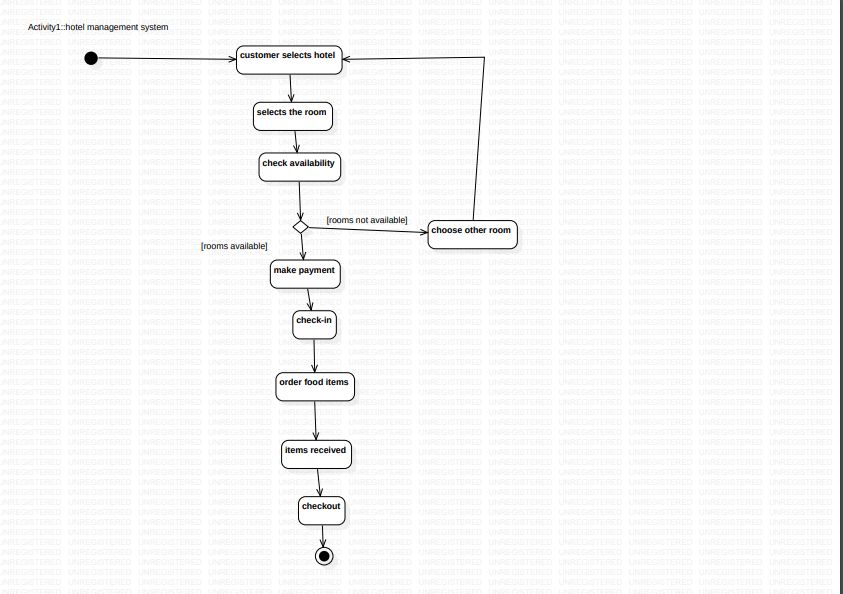 Activity1::hotel management system
customer selects hotel
selects the room
check availability
[rooms not available]
choose other room
[rooms available]
make payment
check-in
order food items
items received
checkout
UNREGISTERED